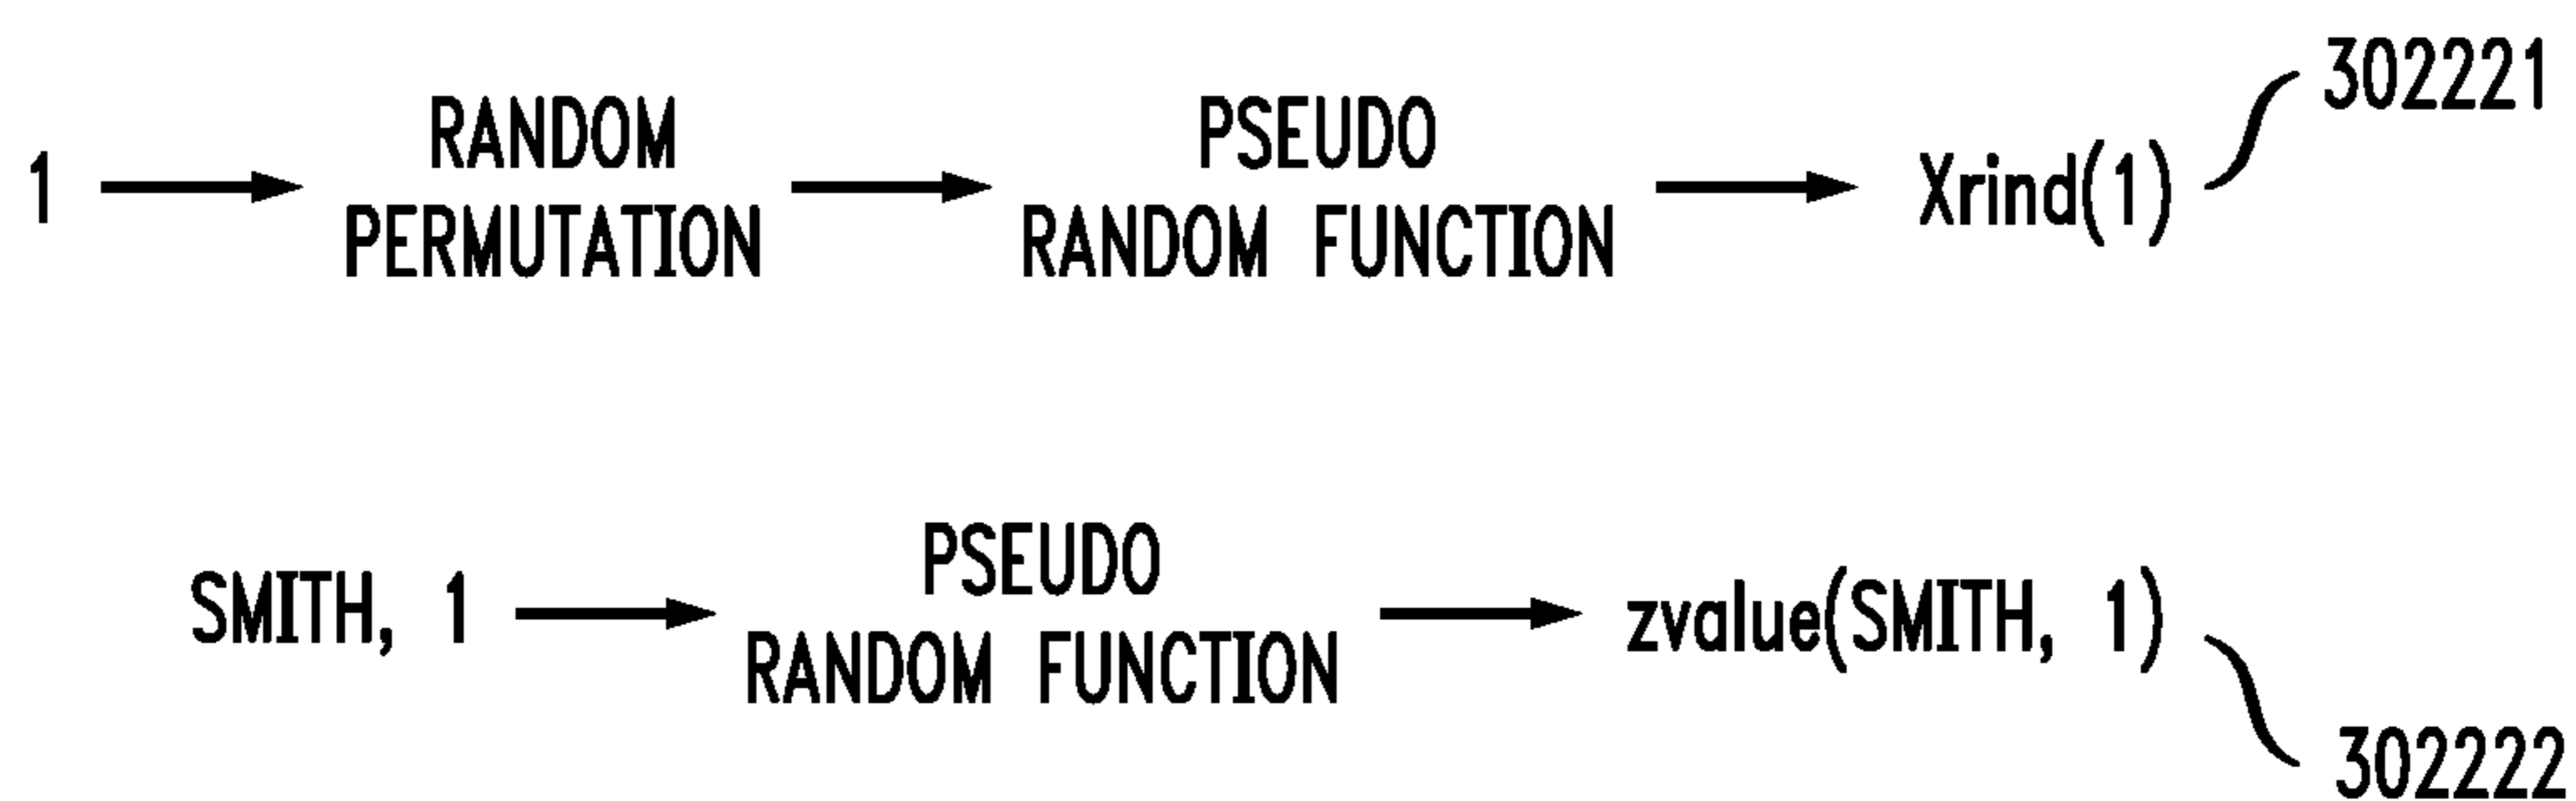 302221
1 RANDOM PERMUTATION PSEUDO RANDOM FUNCTION Xrind(1)
SMITH, 1 PSEUDO RANDOM FUNCTION zvalue(SMITH, 1)
302222